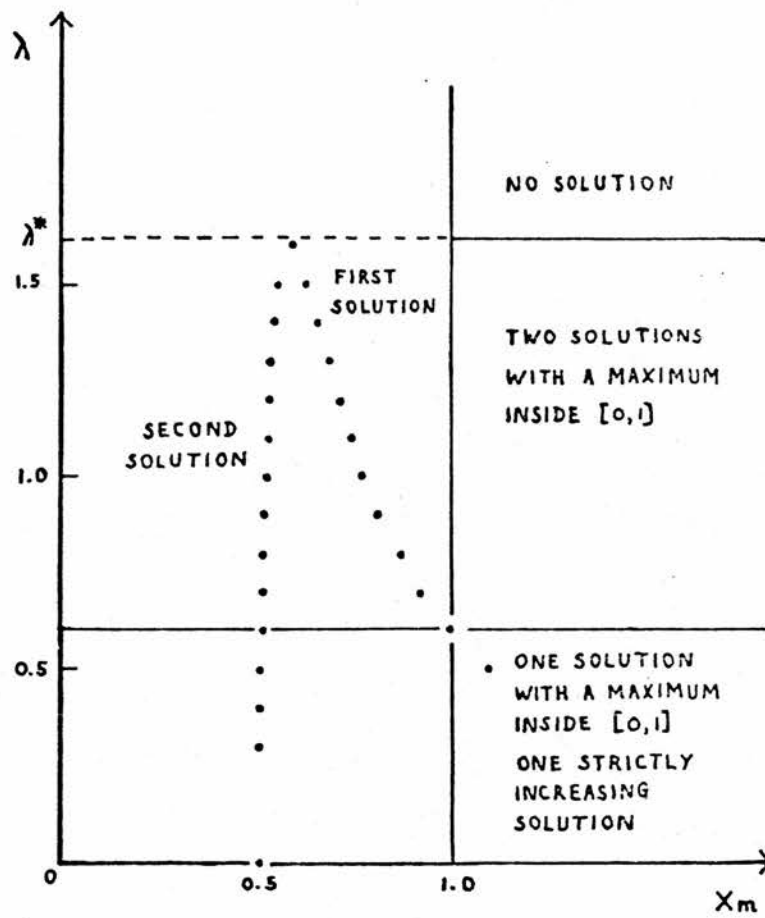 λ
NO SOLUTION
λ*
1.5
FIRST
SOLUTION
TWO SOLUTIONS
WITH A MAXIMUM
INSIDE [0,1]
SECOND
SOLUTION
1.0
0.5
ONE SOLUTION
WITH A MAXIMUM
INSIDE [0,1]
ONE STRICTLY
INCREASING
SOLUTION
0
0.5
1.0
Xm